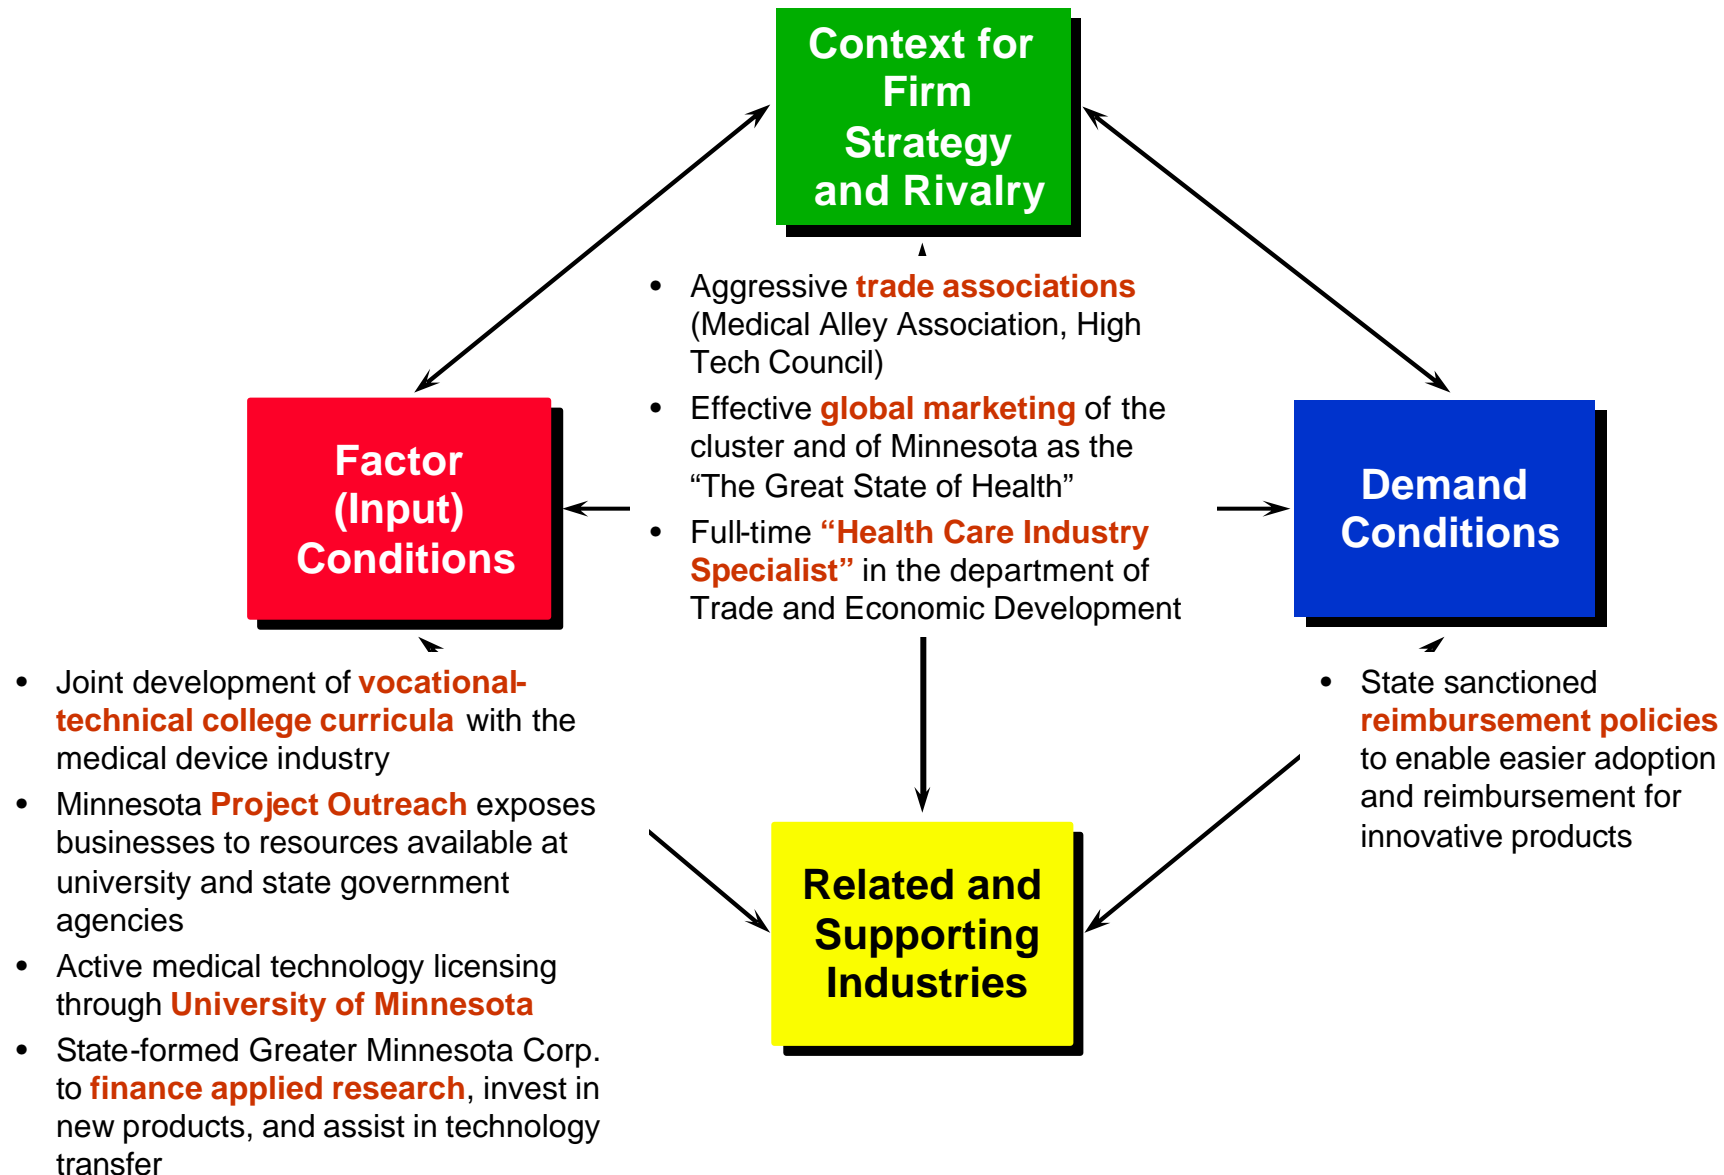 Context for
Firm
Strategy
and Rivalry
• Aggressive trade associations
(Medical Alley Association, High
Tech Council)
• Effective global marketing of the
cluster and of Minnesota as the
“The Great State of Health”
• Full-time “Health Care Industry
Specialist” in the department of
Trade and Economic Development
Factor
(Input)
Conditions
Demand
Conditions
• Joint development of vocational-
technical college curricula with the
medical device industry
• Minnesota Project Outreach exposes
businesses to resources available at
university and state government
agencies
• Active medical technology licensing
through University of Minnesota
• State-formed Greater Minnesota Corp.
to finance applied research, invest in
new products, and assist in technology
transfer
• State sanctioned
reimbursement policies
to enable easier adoption
and reimbursement for
innovative products
Related and
Supporting
Industries